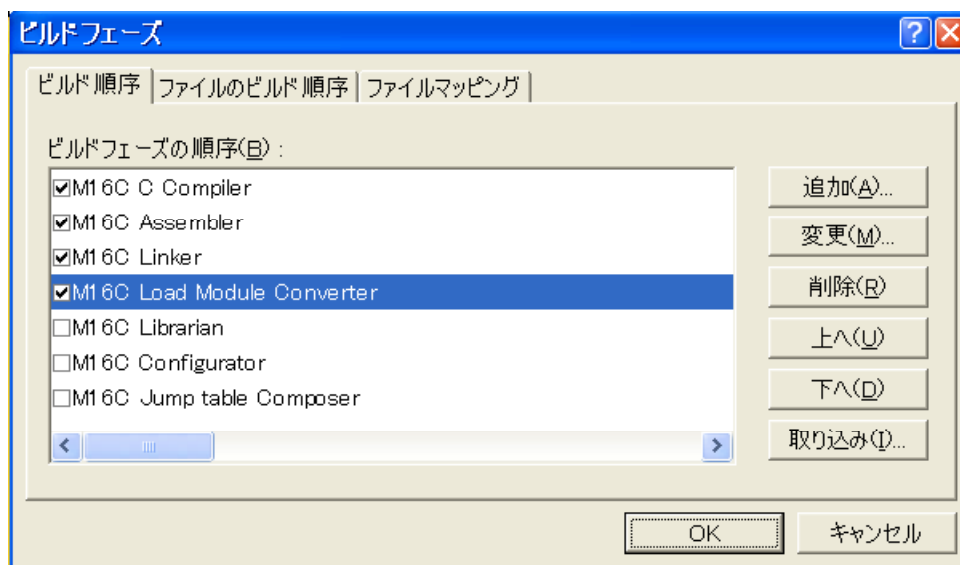 ビルドフェーズ
ビルド順序 ファイルのビルド順序 ファイルマッピング
ビルドフェーズの順序(B):
M16C C Compiler
M16C Assembler
M16C Linker
M16C Load Module Converter
M16C Librarian
M16C Configurator
M16C Jump table Composer
追加(A)...
変更(M)...
削除(R)
上へ(U)
下へ(D)
取り込み(I)...
OK キャンセル